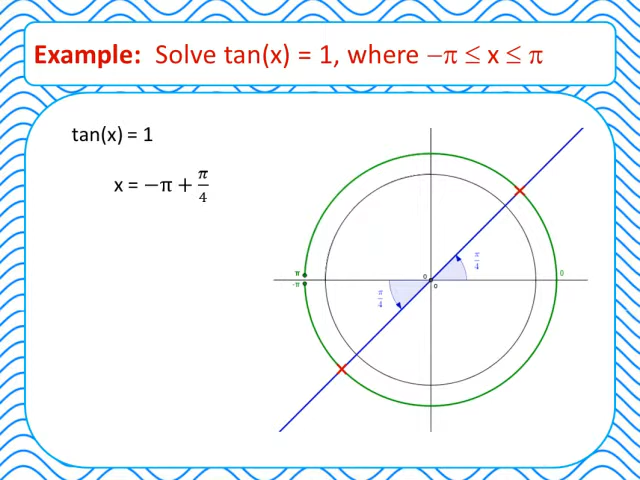 Example: Solve tan(x) = 1, where −π ≤ x ≤ π
tan(x) = 1
x = −π + π/4
π
-π
0
0
0
π/4
π/4